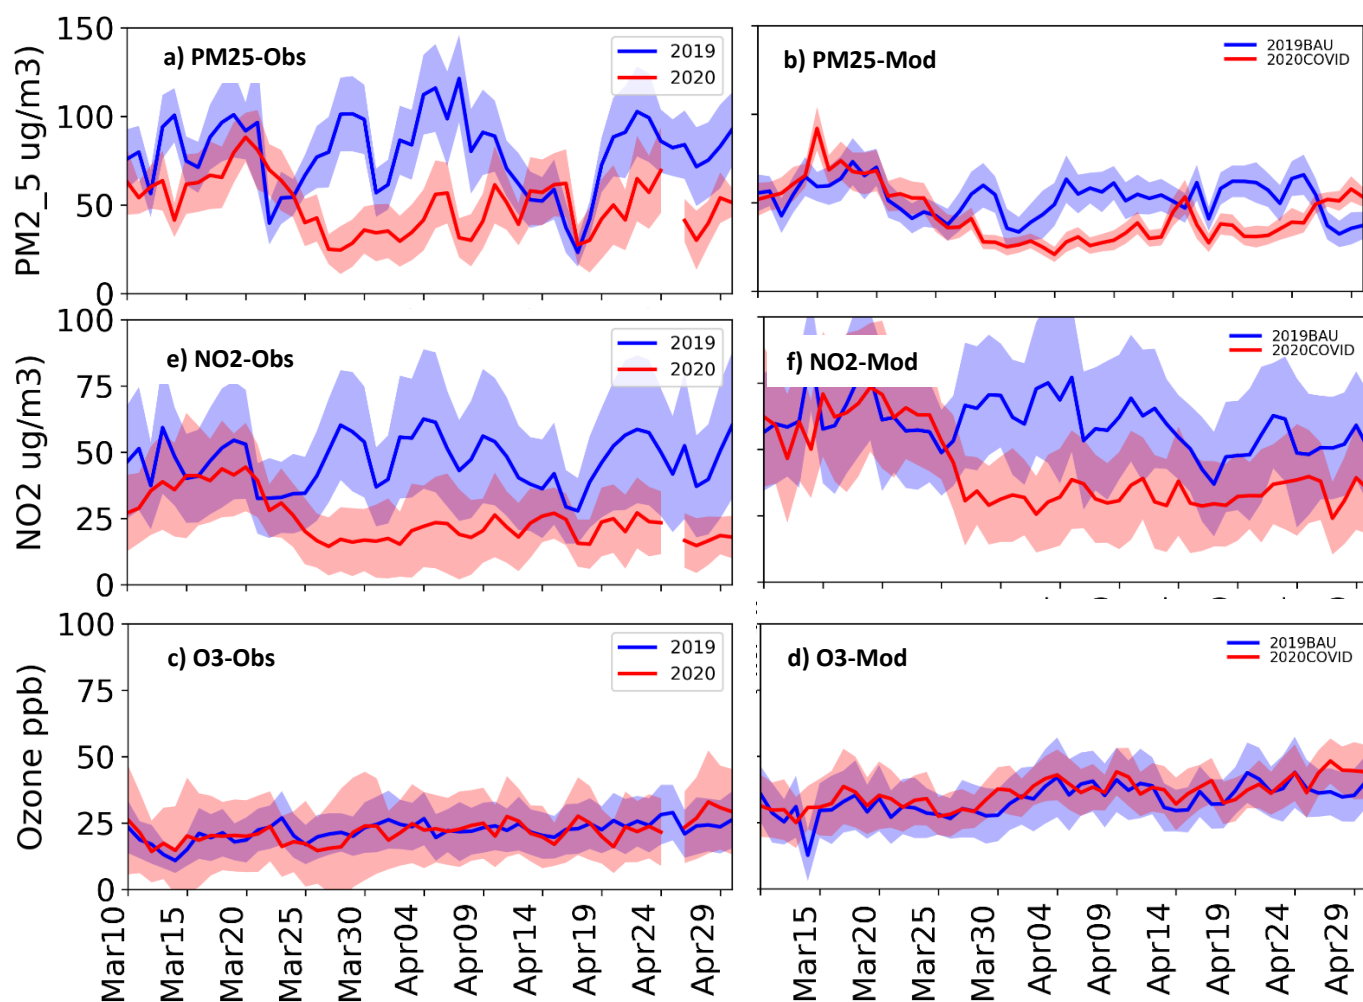 PM2_5 ug/m3)
150
100
50
0
a) PM25-Obs
2019
2020
b) PM25-Mod
2019BAU
2020COVID
NO2 ug/m3)
100
75
50
25
0
e) NO2-Obs
2019
2020
f) NO2-Mod
2019BAU
2020COVID
Ozone ppb)
100
75
50
25
0
c) O3-Obs
2019
2020
d) O3-Mod
2019BAU
2020COVID
Mar10
Mar15
Mar20
Mar25
Mar30
Apr04
Apr09
Apr14
Apr19
Apr24
Apr29
Mar15
Mar20
Mar25
Mar30
Apr04
Apr09
Apr14
Apr19
Apr24
Apr29